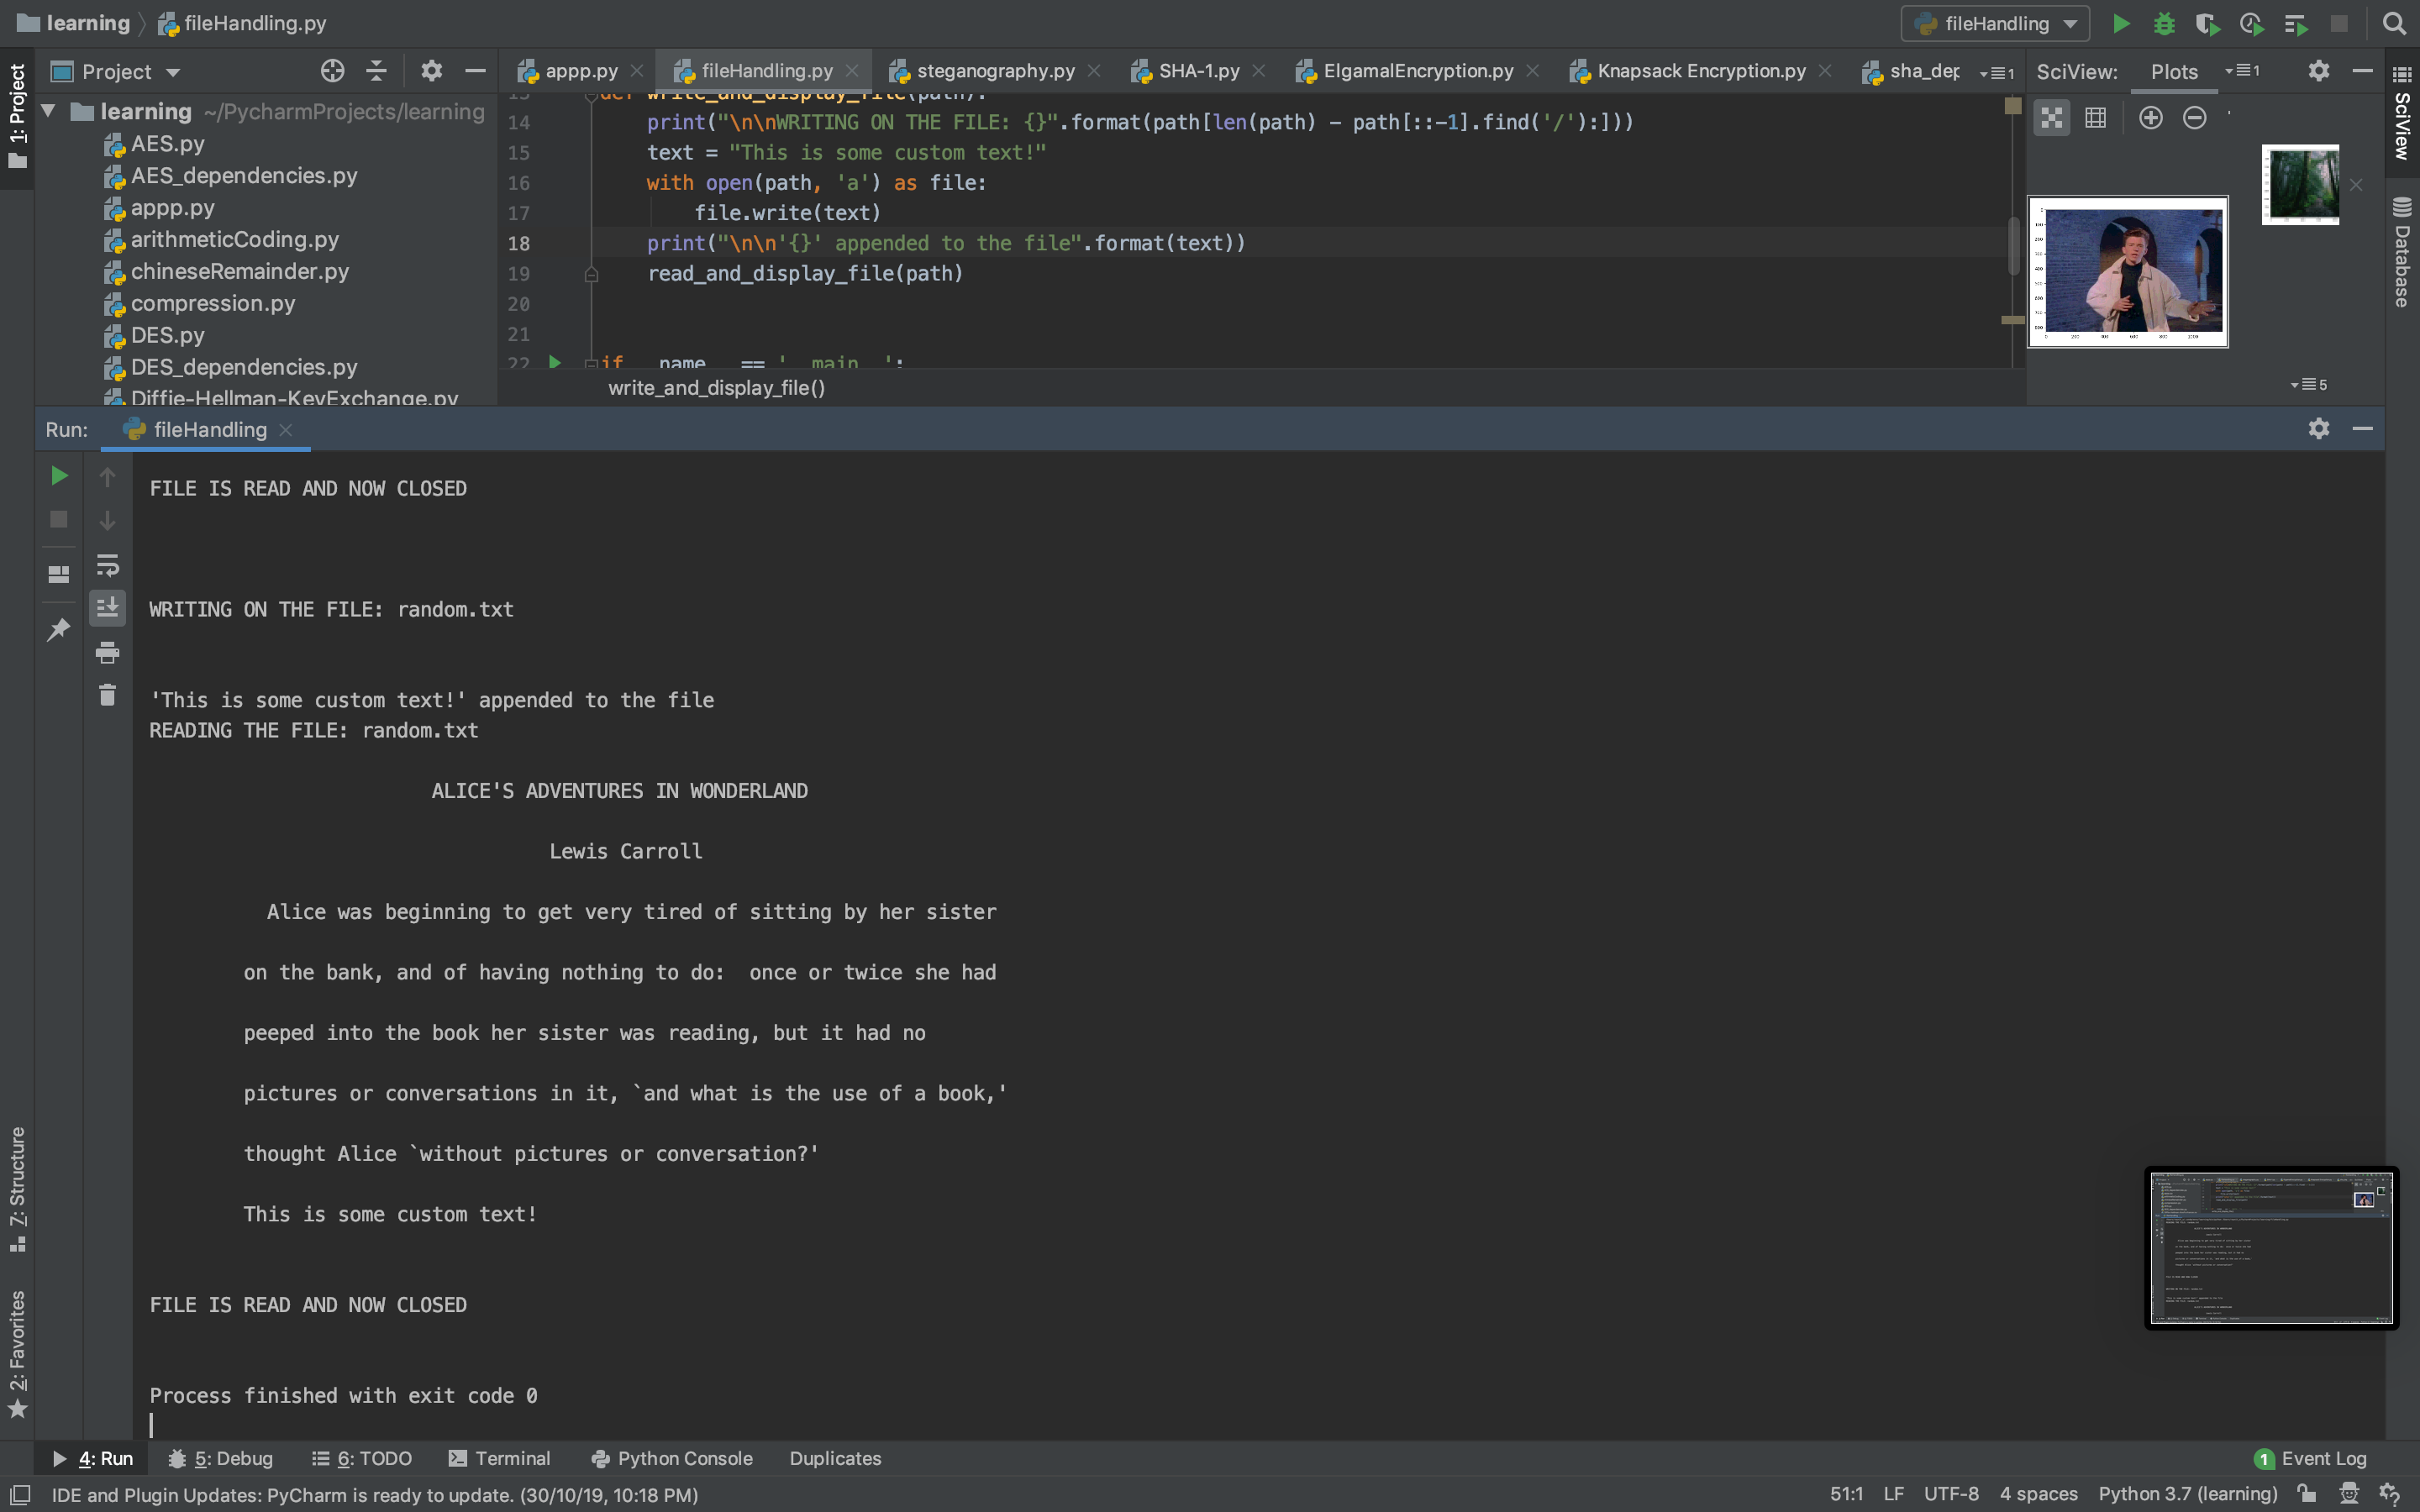 learning fileHandling.py
fileHandling
1: Project
Project
appp.py
fileHandling.py
steganography.py
SHA-1.py
ElgamalEncryption.py
Knapsack Encryption.py
sha_dep
1
SciView:
Plots
1
learning ~/PycharmProjects/learning
AES.py
AES_dependencies.py
appp.py
arithmeticCoding.py
chineseRemainder.py
compression.py
DES.py
DES_dependencies.py
Diffie-Hellman-KeyExchange.py
13 def write_and_display_file(path):
14 print("\n\nWRITING ON THE FILE: {}".format(path[len(path) - path[::-1].find('/'):]))
15 text = "This is some custom text!"
16 with open(path, 'a') as file:
17 file.write(text)
18 print("\n\n'{}' appended to the file".format(text))
19 read_and_display_file(path)
20
21
22 if __name__ == '__main__':
write_and_display_file()
5
SciView
Database
Run: fileHandling
FILE IS READ AND NOW CLOSED
WRITING ON THE FILE: random.txt
'This is some custom text!' appended to the file
READING THE FILE: random.txt
ALICE'S ADVENTURES IN WONDERLAND
Lewis Carroll
Alice was beginning to get very tired of sitting by her sister
on the bank, and of having nothing to do:  once or twice she had
peeped into the book her sister was reading, but it had no
pictures or conversations in it, `and what is the use of a book,'
thought Alice `without pictures or conversation?'
This is some custom text!
FILE IS READ AND NOW CLOSED
Process finished with exit code 0
7: Structure
2: Favorites
4: Run
5: Debug
6: TODO
Terminal
Python Console
Duplicates
1 Event Log
IDE and Plugin Updates: PyCharm is ready to update. (30/10/19, 10:18 PM)
51:1 LF UTF-8 4 spaces Python 3.7 (learning)